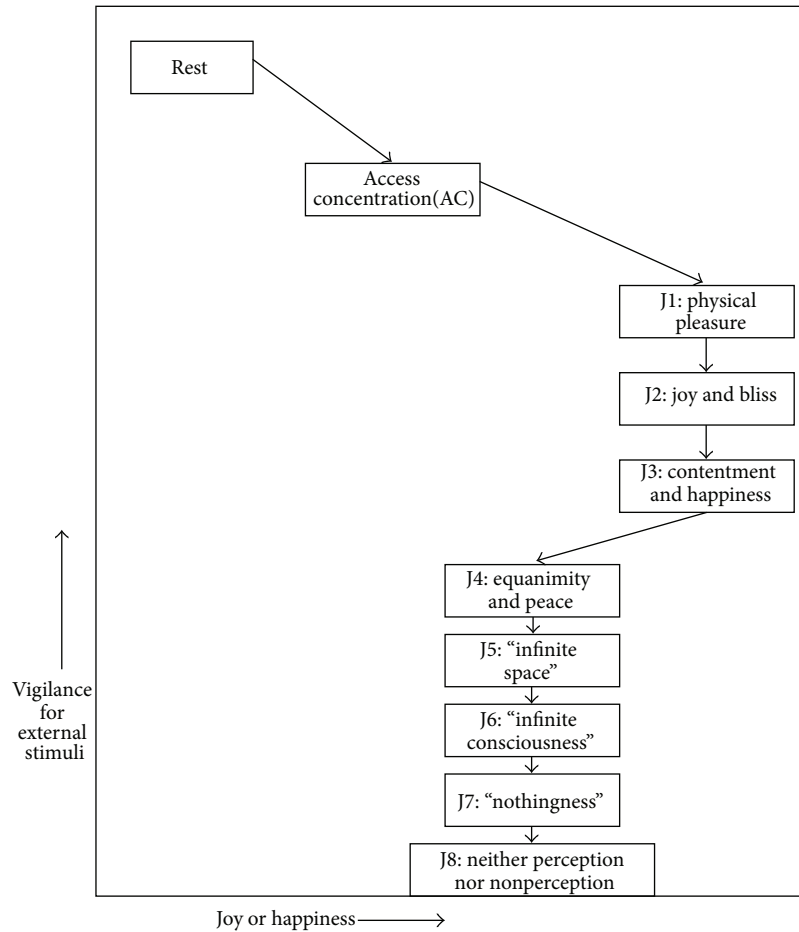 Rest
Access
concentration(AC)
J1: physical
pleasure
J2: joy and bliss
J3: contentment
and happiness
J4: equanimity
and peace
J5: “infinite
space”
J6: “infinite
consciousness”
J7: “nothingness”
J8: neither perception
nor nonperception
Vigilance
for
external
stimuli
Joy or happiness